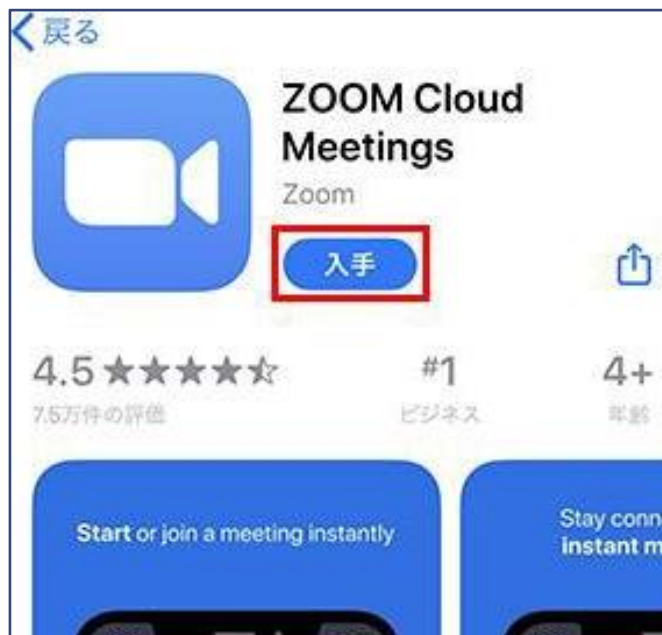 戻る
ZOOM Cloud
Meetings
Zoom
入手
4.5
#1
4+
7.5万件の評価
ビジネス
年齢
Start or join a meeting instantly
Stay conn
instant m